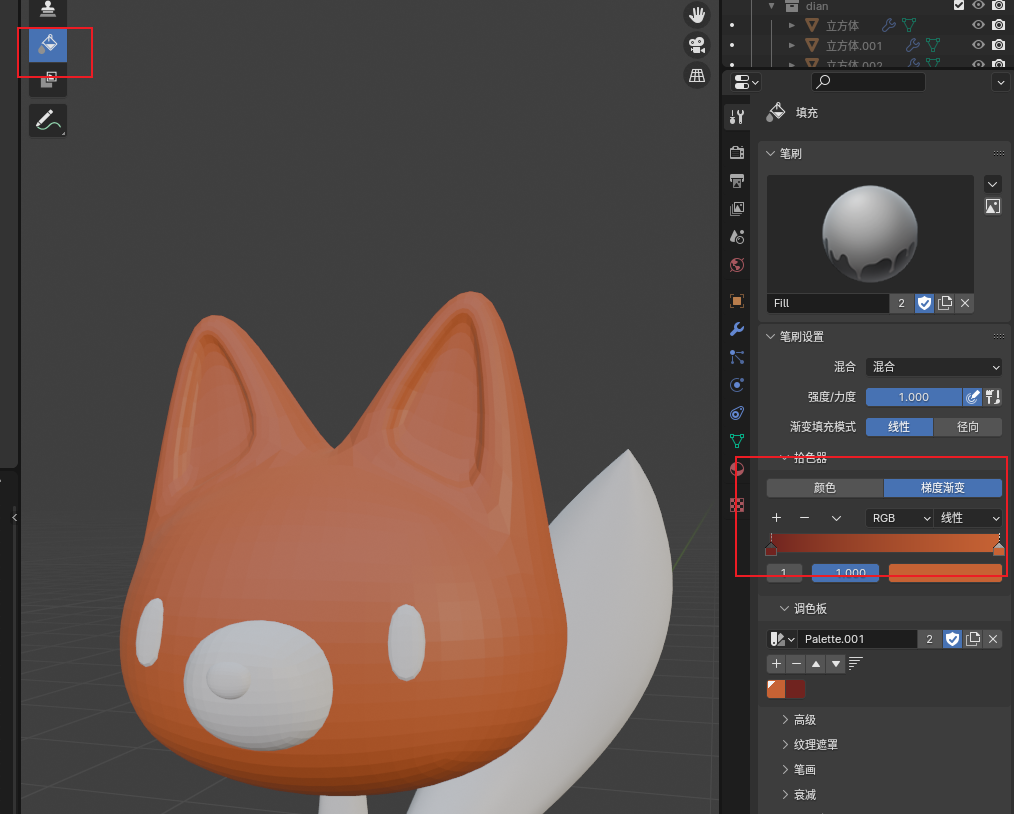 dian
立方体
立方体.001
立方体.002
填充
笔刷
Fill
2
笔刷设置
混合 混合
强度/力度 1.000
渐变填充模式 线性 径向
拾色器
颜色 梯度渐变
RGB 线性
1 1.000
调色板
Palette.001 2
高级
纹理遮罩
笔画
衰减